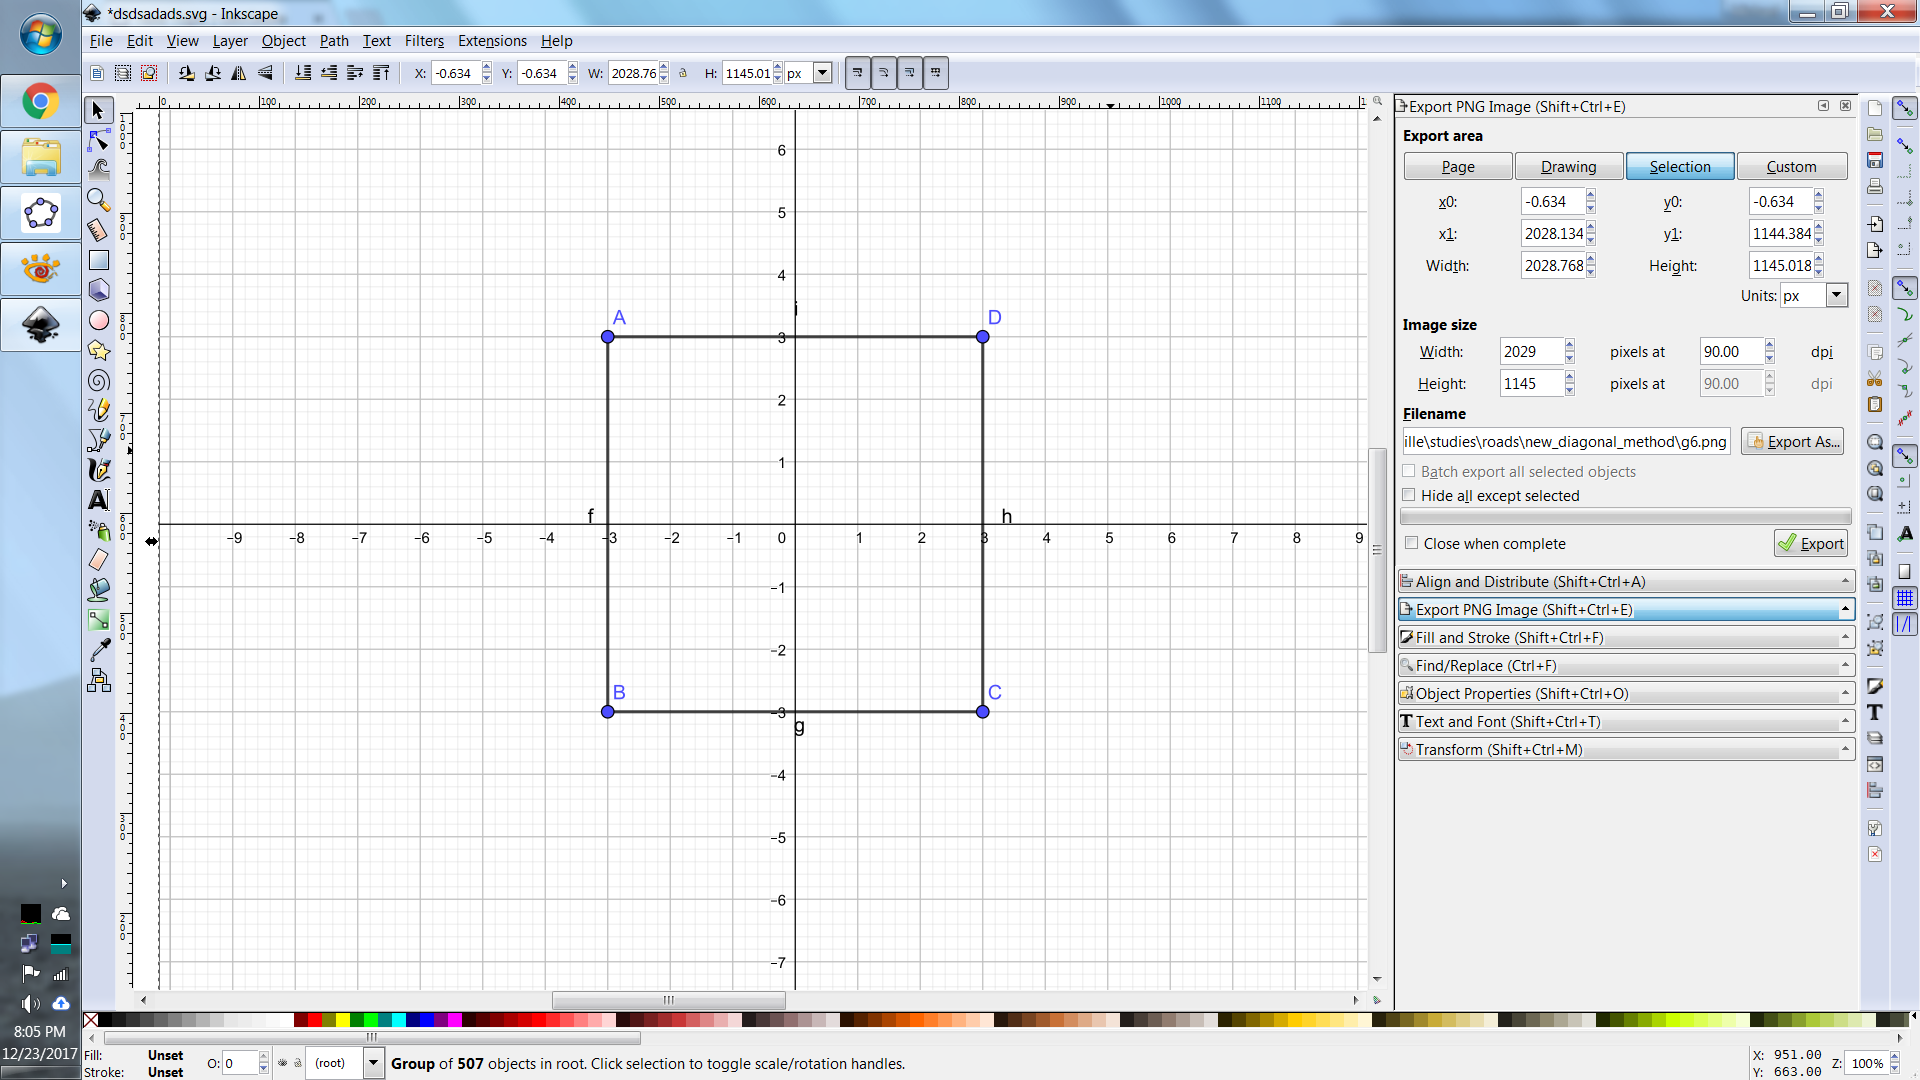 *dsdsadads.svg - Inkscape
File Edit View Layer Object Path Text Filters Extensions Help
X: -0.634 Y: -0.634 W: 2028.76 H: 1145.01 px
0 100 200 300 400 500 600 700 800 900 1000 1100
6
5
4
3
2
1
-9 -8 -7 -6 -5 -4 -3 -2 -1 0 1 2 3 4 5 6 7 8 9
-1
-2
-3
-4
-5
-6
-7
A
i
D
f
h
B
g
C
Export PNG Image (Shift+Ctrl+E)
Export area
Page Drawing Selection Custom
x0: -0.634 y0: -0.634
x1: 2028.134 y1: 1144.384
Width: 2028.768 Height: 1145.018
Units: px
Image size
Width: 2029 pixels at 90.00 dpi
Height: 1145 pixels at 90.00 dpi
Filename
ille\studies\roads\new_diagonal_method\g6.png Export As...
Batch export all selected objects
Hide all except selected
Close when complete Export
Align and Distribute (Shift+Ctrl+A)
Export PNG Image (Shift+Ctrl+E)
Fill and Stroke (Shift+Ctrl+F)
Find/Replace (Ctrl+F)
Object Properties (Shift+Ctrl+O)
Text and Font (Shift+Ctrl+T)
Transform (Shift+Ctrl+M)
8:05 PM
12/23/2017
Fill: Unset
Stroke: Unset
O: 0
(root)
Group of 507 objects in root. Click selection to toggle scale/rotation handles.
X: 951.00
Y: 663.00
Z: 100%